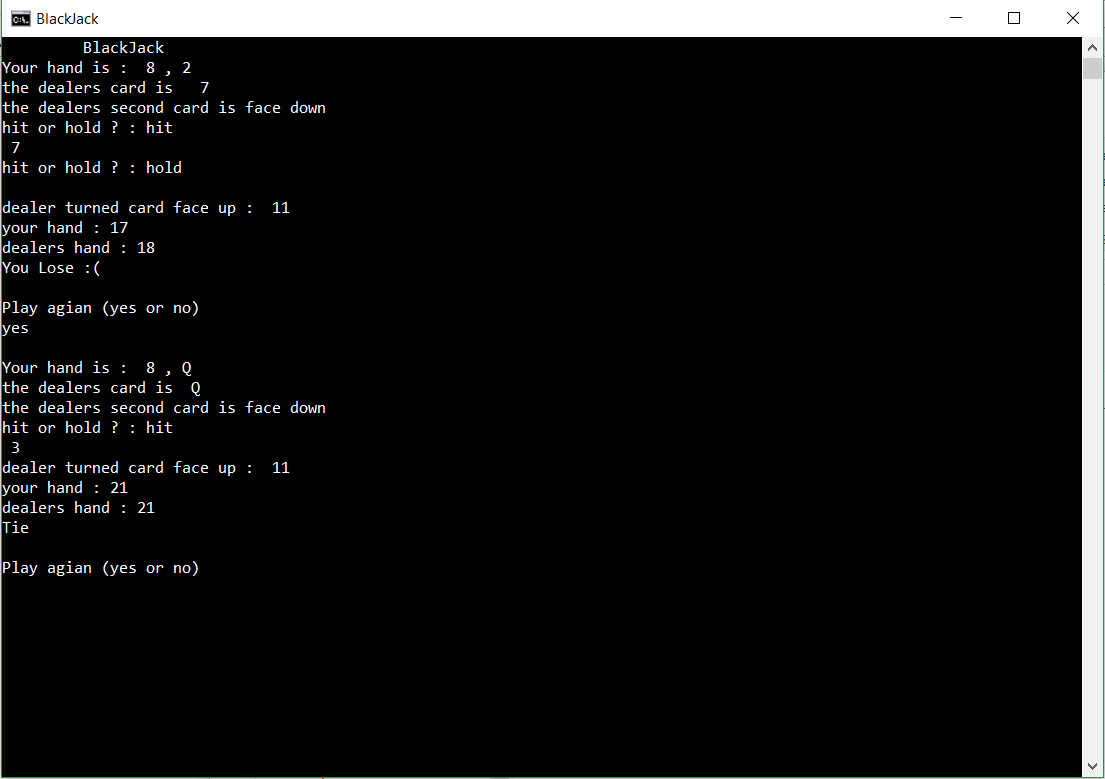 BlackJack
BlackJack
Your hand is :  8 , 2
the dealers card is   7
the dealers second card is face down
hit or hold ? : hit
7
hit or hold ? : hold
dealer turned card face up :  11
your hand : 17
dealers hand : 18
You Lose :(
Play agian (yes or no)
yes
Your hand is :  8 , Q
the dealers card is  Q
the dealers second card is face down
hit or hold ? : hit
3
dealer turned card face up :  11
your hand : 21
dealers hand : 21
Tie
Play agian (yes or no)